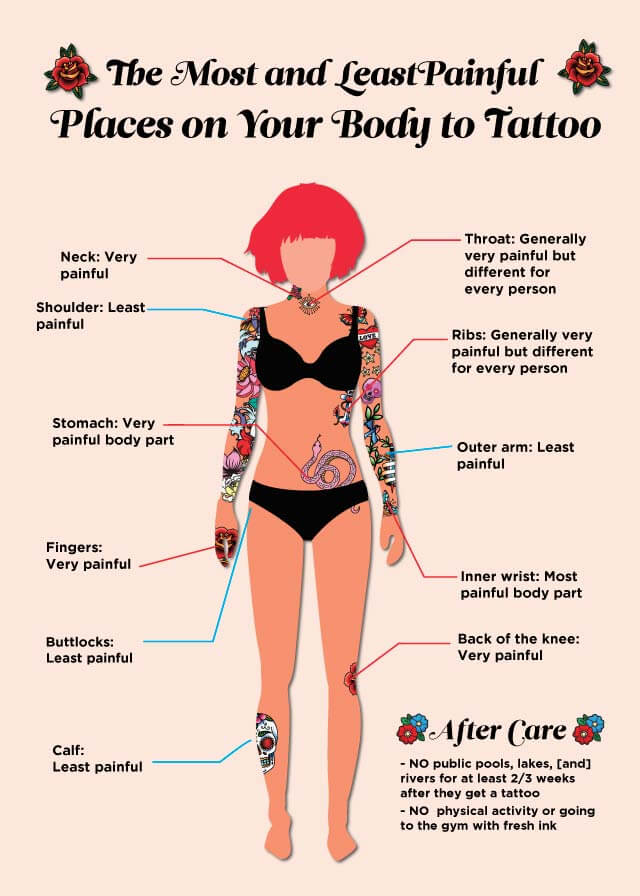 The Most and Least Painful
Places on Your Body to Tattoo
Neck: Very
painful
Throat: Generally
very painful but
different for
every person
Shoulder: Least
painful
LOVE
Ribs: Generally very
painful but different
for every person
Stomach: Very
painful body part
Outer arm: Least
painful
Fingers:
Very painful
Inner wrist: Most
painful body part
Buttlocks:
Least painful
Back of the knee:
Very painful
Calf:
Least painful
After Care
- NO public pools, lakes, [and]
rivers for at least 2/3 weeks
after they get a tattoo
- NO physical activity or going
to the gym with fresh ink